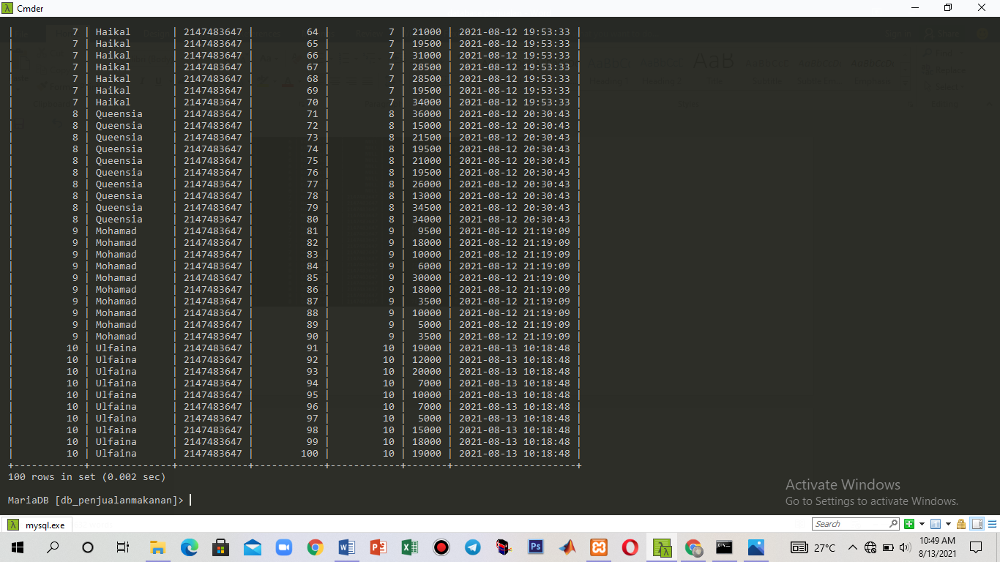 Cmder
| 7 | Haikal | 2147483647 | 64 | 7 | 21000 | 2021-08-12 19:53:33 |
| 7 | Haikal | 2147483647 | 65 | 7 | 19500 | 2021-08-12 19:53:33 |
| 7 | Haikal | 2147483647 | 66 | 7 | 31000 | 2021-08-12 19:53:33 |
| 7 | Haikal | 2147483647 | 67 | 7 | 28500 | 2021-08-12 19:53:33 |
| 7 | Haikal | 2147483647 | 68 | 7 | 28500 | 2021-08-12 19:53:33 |
| 7 | Haikal | 2147483647 | 69 | 7 | 19500 | 2021-08-12 19:53:33 |
| 7 | Haikal | 2147483647 | 70 | 7 | 34000 | 2021-08-12 19:53:33 |
| 8 | Queensia | 2147483647 | 71 | 8 | 36000 | 2021-08-12 20:30:43 |
| 8 | Queensia | 2147483647 | 72 | 8 | 15000 | 2021-08-12 20:30:43 |
| 8 | Queensia | 2147483647 | 73 | 8 | 21500 | 2021-08-12 20:30:43 |
| 8 | Queensia | 2147483647 | 74 | 8 | 19500 | 2021-08-12 20:30:43 |
| 8 | Queensia | 2147483647 | 75 | 8 | 21000 | 2021-08-12 20:30:43 |
| 8 | Queensia | 2147483647 | 76 | 8 | 19500 | 2021-08-12 20:30:43 |
| 8 | Queensia | 2147483647 | 77 | 8 | 26000 | 2021-08-12 20:30:43 |
| 8 | Queensia | 2147483647 | 78 | 8 | 13000 | 2021-08-12 20:30:43 |
| 8 | Queensia | 2147483647 | 79 | 8 | 34500 | 2021-08-12 20:30:43 |
| 8 | Queensia | 2147483647 | 80 | 8 | 34000 | 2021-08-12 20:30:43 |
| 9 | Mohamad | 2147483647 | 81 | 9 | 9500 | 2021-08-12 21:19:09 |
| 9 | Mohamad | 2147483647 | 82 | 9 | 18000 | 2021-08-12 21:19:09 |
| 9 | Mohamad | 2147483647 | 83 | 9 | 10000 | 2021-08-12 21:19:09 |
| 9 | Mohamad | 2147483647 | 84 | 9 | 6000 | 2021-08-12 21:19:09 |
| 9 | Mohamad | 2147483647 | 85 | 9 | 30000 | 2021-08-12 21:19:09 |
| 9 | Mohamad | 2147483647 | 86 | 9 | 18000 | 2021-08-12 21:19:09 |
| 9 | Mohamad | 2147483647 | 87 | 9 | 3500 | 2021-08-12 21:19:09 |
| 9 | Mohamad | 2147483647 | 88 | 9 | 10000 | 2021-08-12 21:19:09 |
| 9 | Mohamad | 2147483647 | 89 | 9 | 5000 | 2021-08-12 21:19:09 |
| 9 | Mohamad | 2147483647 | 90 | 9 | 3500 | 2021-08-12 21:19:09 |
| 10 | Ulfaina | 2147483647 | 91 | 10 | 19000 | 2021-08-13 10:18:48 |
| 10 | Ulfaina | 2147483647 | 92 | 10 | 12000 | 2021-08-13 10:18:48 |
| 10 | Ulfaina | 2147483647 | 93 | 10 | 20000 | 2021-08-13 10:18:48 |
| 10 | Ulfaina | 2147483647 | 94 | 10 | 7000 | 2021-08-13 10:18:48 |
| 10 | Ulfaina | 2147483647 | 95 | 10 | 10000 | 2021-08-13 10:18:48 |
| 10 | Ulfaina | 2147483647 | 96 | 10 | 7000 | 2021-08-13 10:18:48 |
| 10 | Ulfaina | 2147483647 | 97 | 10 | 5000 | 2021-08-13 10:18:48 |
| 10 | Ulfaina | 2147483647 | 98 | 10 | 15000 | 2021-08-13 10:18:48 |
| 10 | Ulfaina | 2147483647 | 99 | 10 | 18000 | 2021-08-13 10:18:48 |
| 10 | Ulfaina | 2147483647 | 100 | 10 | 19000 | 2021-08-13 10:18:48 |
+------------+--------------+------------+------------+------------+-------+---------------------+
100 rows in set (0.002 sec)
MariaDB [db_penjualanmakanan]>
Activate Windows
Go to Settings to activate Windows.
mysql.exe
Search
27°C
10:49 AM
8/13/2021